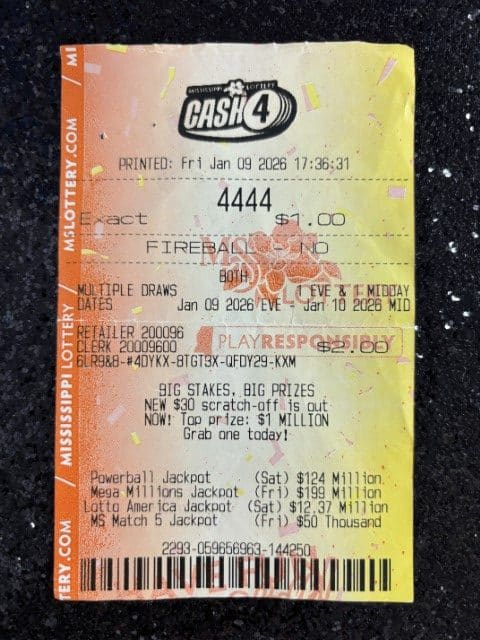 MISSISSIPPI LOTTERY
CASH 4
PRINTED: Fri Jan 09 2026 17:36:31
4444
Exact $1.00
FIREBALL - NO
BOTH
MULTIPLE DRAWS 1 EVE & 1 MIDDAY
DATES Jan 09 2026 EVE - Jan 10 2026 MID
RETAILER 200096
PLAY RESPONSIBLY
CLERK 20009600 $2.00
6LR9&B-#4DYKX-BTGT3X-QFDY29-KXM
BIG STAKES, BIG PRIZES
NEW $30 scratch-off is out
NOW! Top prize: $1 MILLION
Grab one today!
Powerball Jackpot (Sat) $124 Million
Mega Millions Jackpot (Fri) $199 Million
Lotto America Jackpot (Sat) $12.37 Million
MS Match 5 Jackpot (Fri) $50 Thousand
2293-059656963-144250
MI
/ MSLOTTERY.COM
/ MISSISSIPPI LOTTERY
TERY.COM /